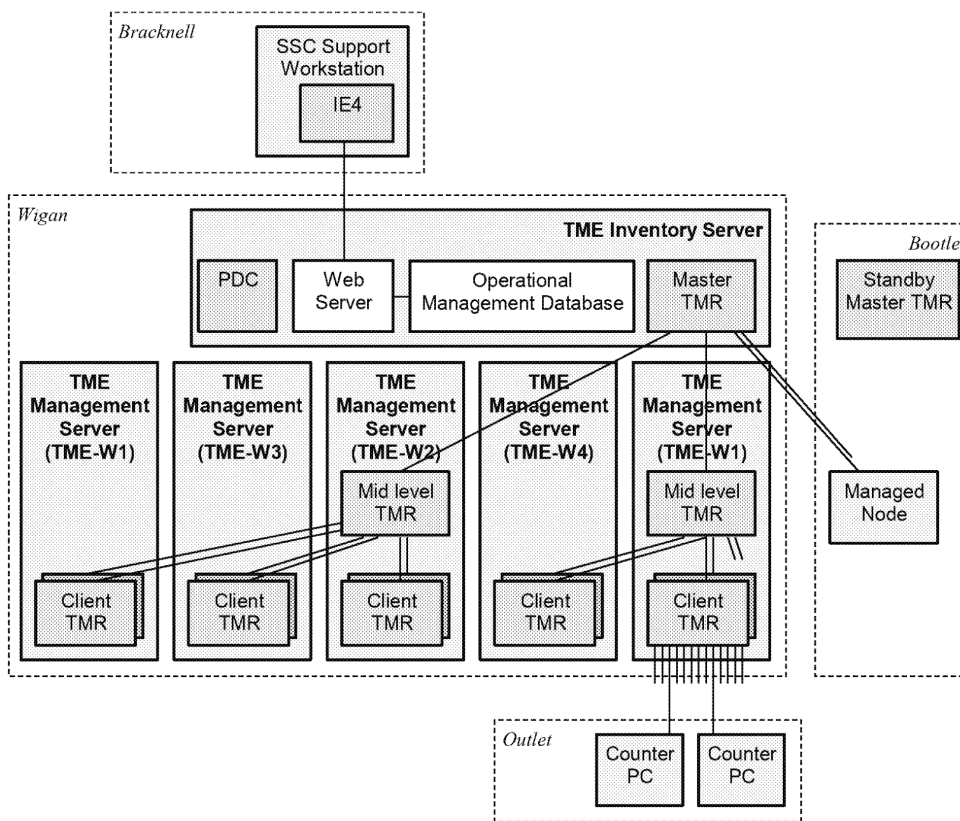 Bracknell
SSC Support
Workstation
IE4
Wigan
TME Inventory Server
PDC
Web
Server
Operational
Management Database
Master
TMR
Bootle
Standby
Master TMR
TME
Management
Server
(TME-W1)
TME
Management
Server
(TME-W3)
TME
Management
Server
(TME-W2)
TME
Management
Server
(TME-W4)
TME
Management
Server
(TME-W1)
Mid level
TMR
Mid level
TMR
Managed
Node
Client
TMR
Client
TMR
Client
TMR
Client
TMR
Client
TMR
Outlet
Counter
PC
Counter
PC